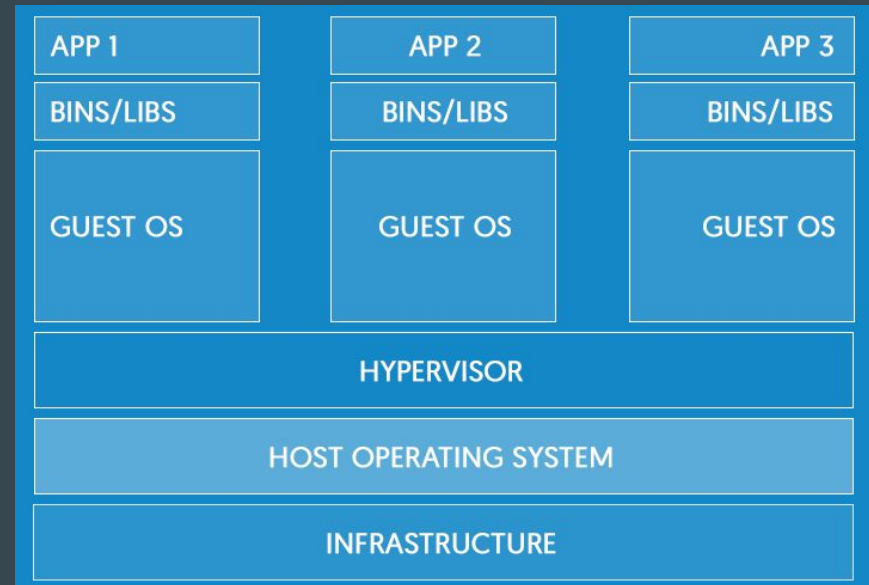 APP 1
APP 2
APP 3
BINS/LIBS
BINS/LIBS
BINS/LIBS
GUEST OS
GUEST OS
GUEST OS
HYPERVISOR
HOST OPERATING SYSTEM
INFRASTRUCTURE